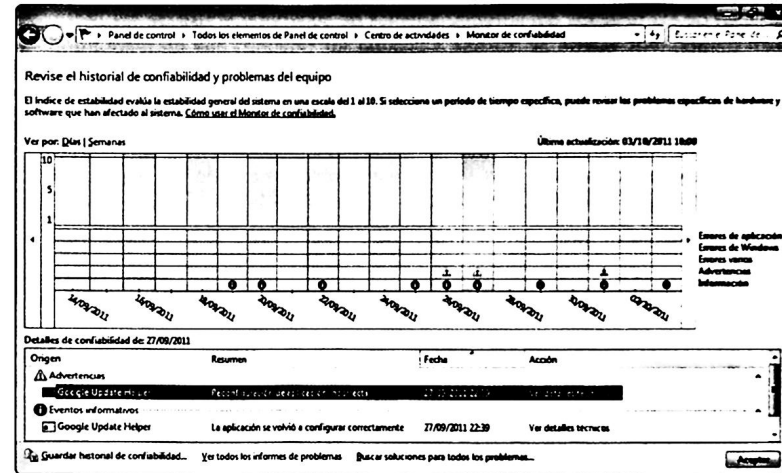 Panel de control ▸ Todos los elementos de Panel de control ▸ Centro de actividades ▸ Monitor de confiabilidad
Revise el historial de confiabilidad y problemas del equipo
El índice de estabilidad evalúa la estabilidad general del sistema en una escala del 1 al 10. Si selecciona un período de tiempo específico, puede revisar los problemas específicos de hardware y
software que han afectado al sistema. Cómo usar el Monitor de confiabilidad.
Ver por: Días | Semanas
Última actualización: 03/10/2011 18:00
10
5
1
Errores de aplicación
Errores de Windows
Errores varios
Advertencias
Información
14/09/2011 16/09/2011 18/09/2011 20/09/2011 22/09/2011 24/09/2011 26/09/2011 28/09/2011 30/09/2011 02/10/2011
Detalles de confiabilidad de: 27/09/2011
Origen Resumen Fecha Acción
Advertencias
Google Update Helper
Eventos informativos
Google Update Helper La aplicación se volvió a configurar correctamente 27/09/2011 22:39 Ver detalles técnicos
Guardar historial de confiabilidad... Ver todos los informes de problemas Buscar soluciones para todos los problemas...
Aceptar